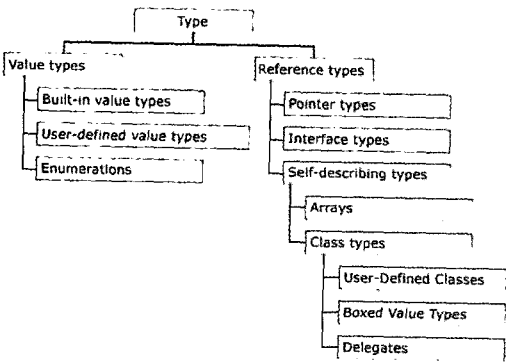 Type
Value types
Built-in value types
User-defined value types
Enumerations
Reference types
Pointer types
Interface types
Self-describing types
Arrays
Class types
User-Defined Classes
Boxed Value Types
Delegates